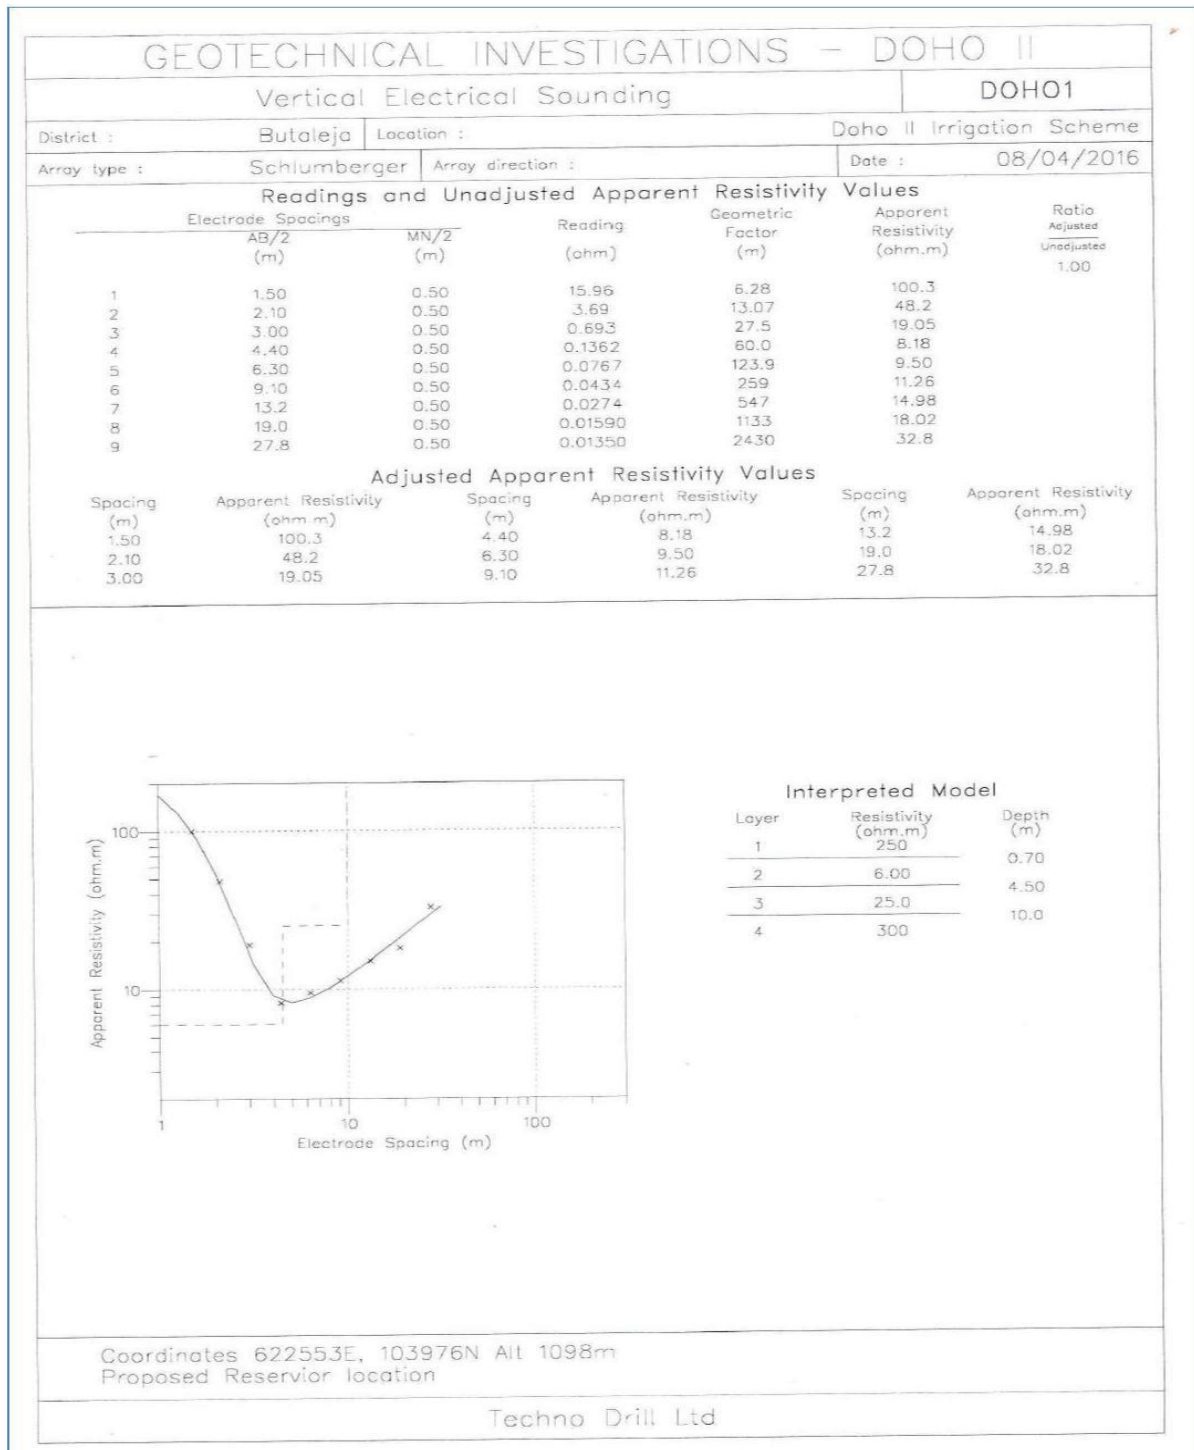 GEOTECHNICAL INVESTIGATIONS – DOHO II
Vertical Electrical Sounding DOHO1
District : Butaleja Location : Doho II Irrigation Scheme
Array type : Schlumberger Array direction : Date : 08/04/2016
Readings and Unadjusted Apparent Resistivity Values
Electrode Spacings Reading Geometric Factor Apparent Resistivity Ratio Adjusted Unadjusted
AB/2 (m) MN/2 (m) (ohm) (m) (ohm.m) 1.00
1 1.50 0.50 15.96 6.28 100.3
2 2.10 0.50 3.69 13.07 48.2
3 3.00 0.50 0.693 27.5 19.05
4 4.40 0.50 0.1362 60.0 8.18
5 6.30 0.50 0.0767 123.9 9.50
6 9.10 0.50 0.0434 259 11.26
7 13.2 0.50 0.0274 547 14.98
8 19.0 0.50 0.01590 1133 18.02
9 27.8 0.50 0.01350 2430 32.8
Adjusted Apparent Resistivity Values
Spacing Apparent Resistivity Spacing Apparent Resistivity Spacing Apparent Resistivity
(m) (ohm.m) (m) (ohm.m) (m) (ohm.m)
1.50 100.3 4.40 8.18 13.2 14.98
2.10 48.2 6.30 9.50 19.0 18.02
3.00 19.05 9.10 11.26 27.8 32.8
Apparent Resistivity (ohm.m)
100
10
1 10 100
Electrode Spacing (m)
Interpreted Model
Layer Resistivity Depth
(ohm.m) (m)
1 250
0.70
2 6.00
4.50
3 25.0
10.0
4 300
Coordinates 622553E, 103976N Alt 1098m
Proposed Reservior location
Techno Drill Ltd